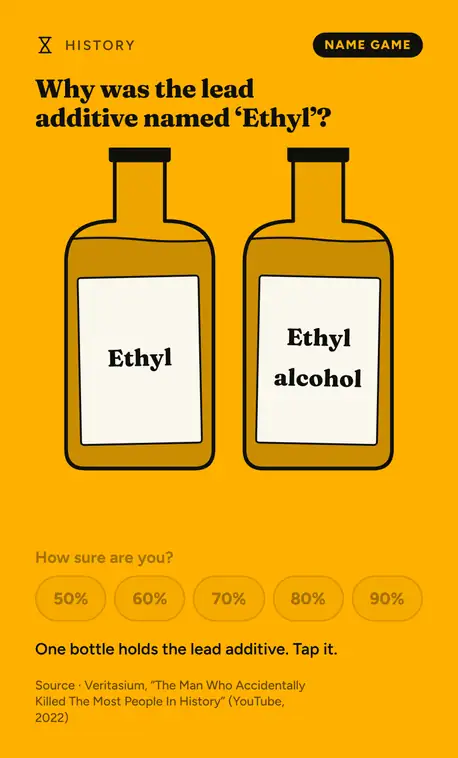 HISTORY
NAME GAME
Why was the lead
additive named ‘Ethyl’?
Ethyl
Ethyl
alcohol
How sure are you?
50%
60%
70%
80%
90%
One bottle holds the lead additive. Tap it.
Source · Veritasium, “The Man Who Accidentally
Killed The Most People In History” (YouTube,
2022)